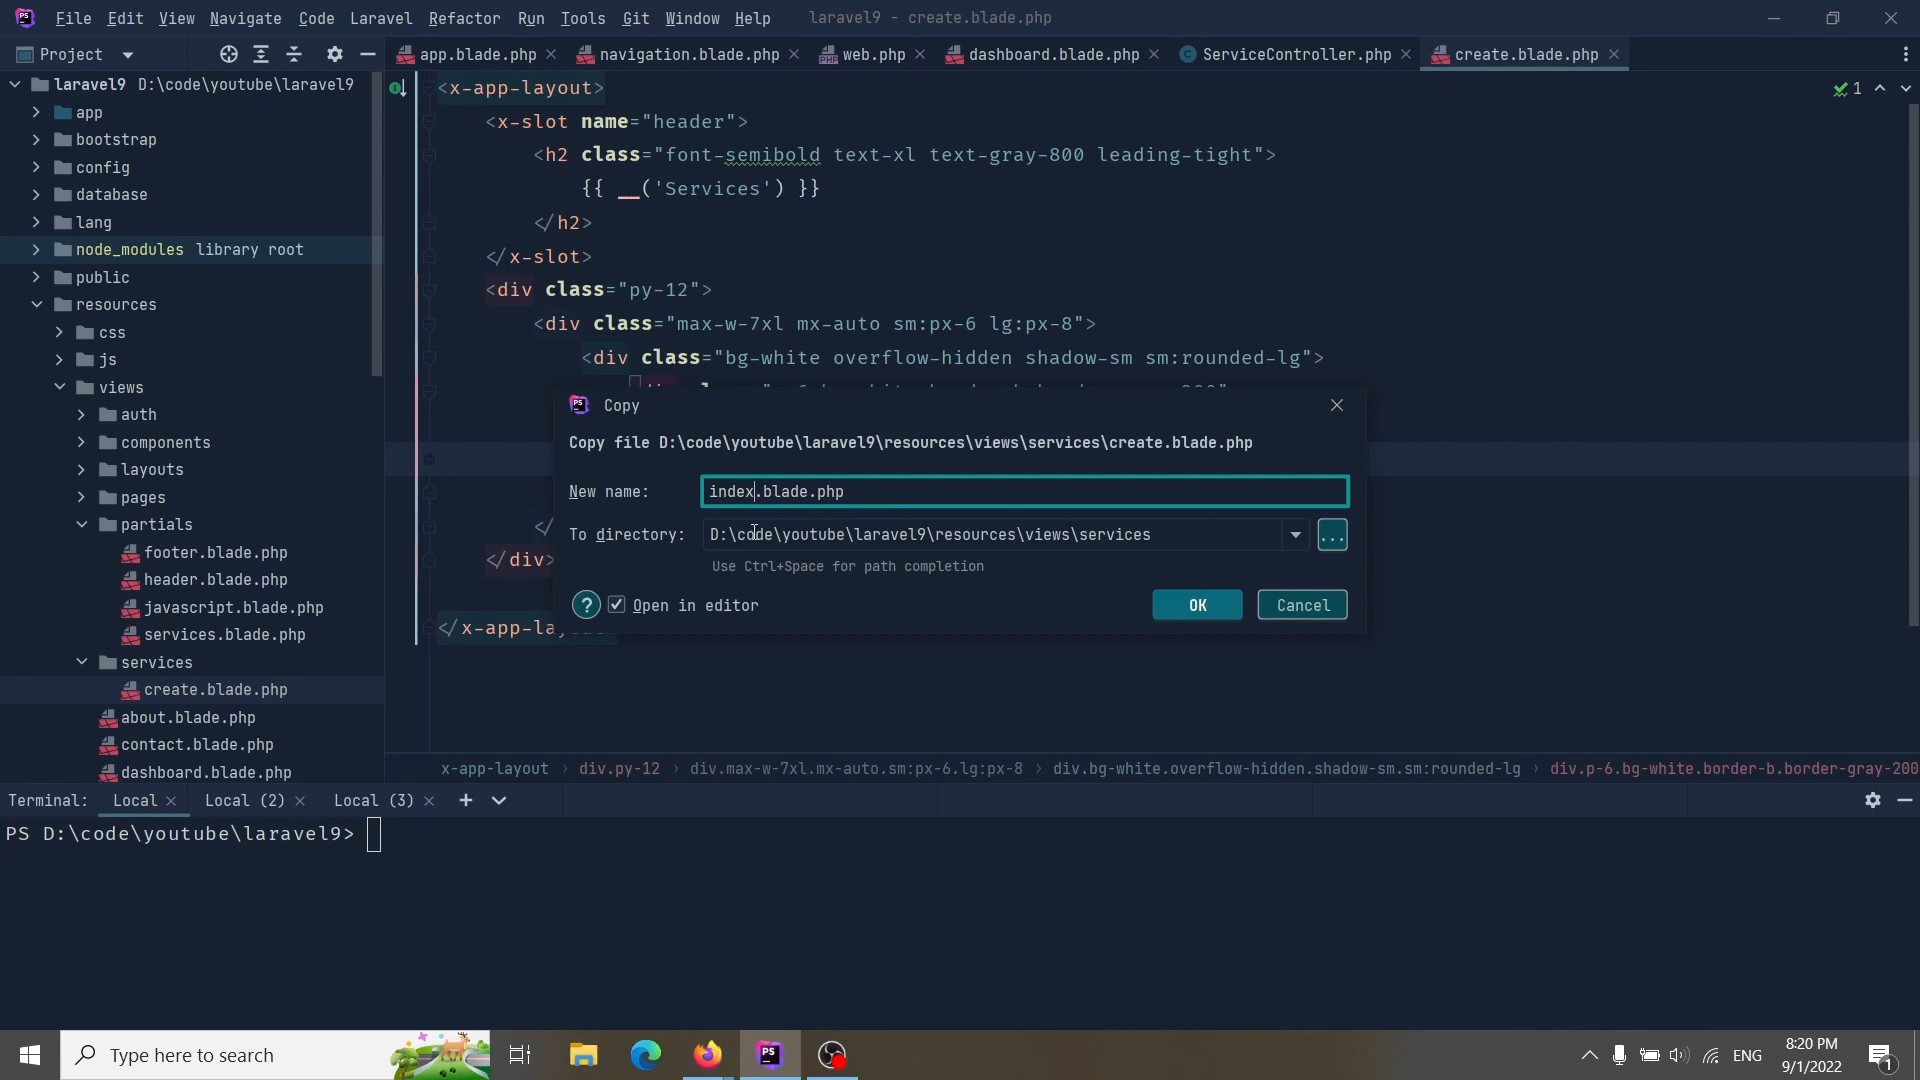 File Edit View Navigate Code Laravel Refactor Run Tools Git Window Help laravel9 - create.blade.php
Project
app.blade.php navigation.blade.php web.php dashboard.blade.php ServiceController.php create.blade.php
laravel9 D:\code\youtube\laravel9
app
bootstrap
config
database
lang
node_modules library root
public
resources
css
js
views
auth
components
layouts
pages
partials
footer.blade.php
header.blade.php
javascript.blade.php
services.blade.php
services
create.blade.php
about.blade.php
contact.blade.php
dashboard.blade.php
1
<x-app-layout>
<x-slot name="header">
<h2 class="font-semibold text-xl text-gray-800 leading-tight">
{{ __('Services') }}
</h2>
</x-slot>
<div class="py-12">
<div class="max-w-7xl mx-auto sm:px-6 lg:px-8">
<div class="bg-white overflow-hidden shadow-sm sm:rounded-lg">
</
</div>
</x-app-lay
Copy
Copy file D:\code\youtube\laravel9\resources\views\services\create.blade.php
New name: index.blade.php
To directory: D:\code\youtube\laravel9\resources\views\services ...
Use Ctrl+Space for path completion
? Open in editor OK Cancel
x-app-layout › div.py-12 › div.max-w-7xl.mx-auto.sm:px-6.lg:px-8 › div.bg-white.overflow-hidden.shadow-sm.sm:rounded-lg › div.p-6.bg-white.border-b.border-gray-200
Terminal: Local Local (2) Local (3)
PS D:\code\youtube\laravel9>
Type here to search
ENG
8:20 PM
9/1/2022
1